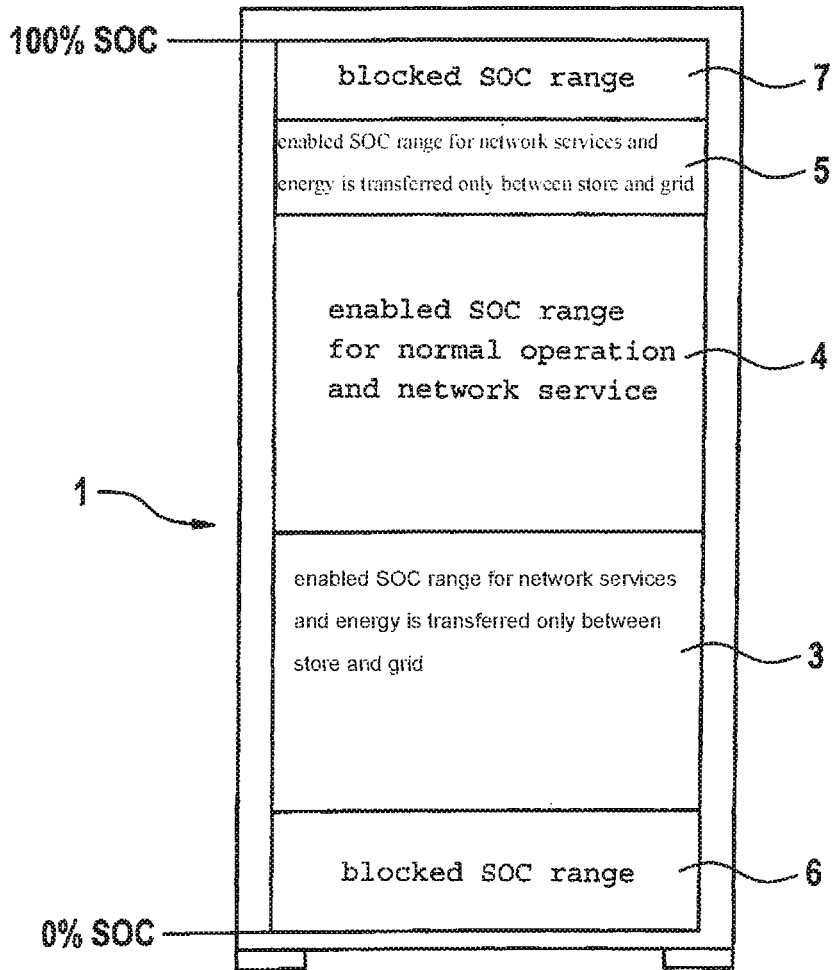 100% SOC
blocked SOC range
7
enabled SOC range for network services and
energy is transferred only between store and grid
5
enabled SOC range
for normal operation
and network service
4
1
enabled SOC range for network services
and energy is transferred only between
store and grid
3
blocked SOC range
6
0% SOC